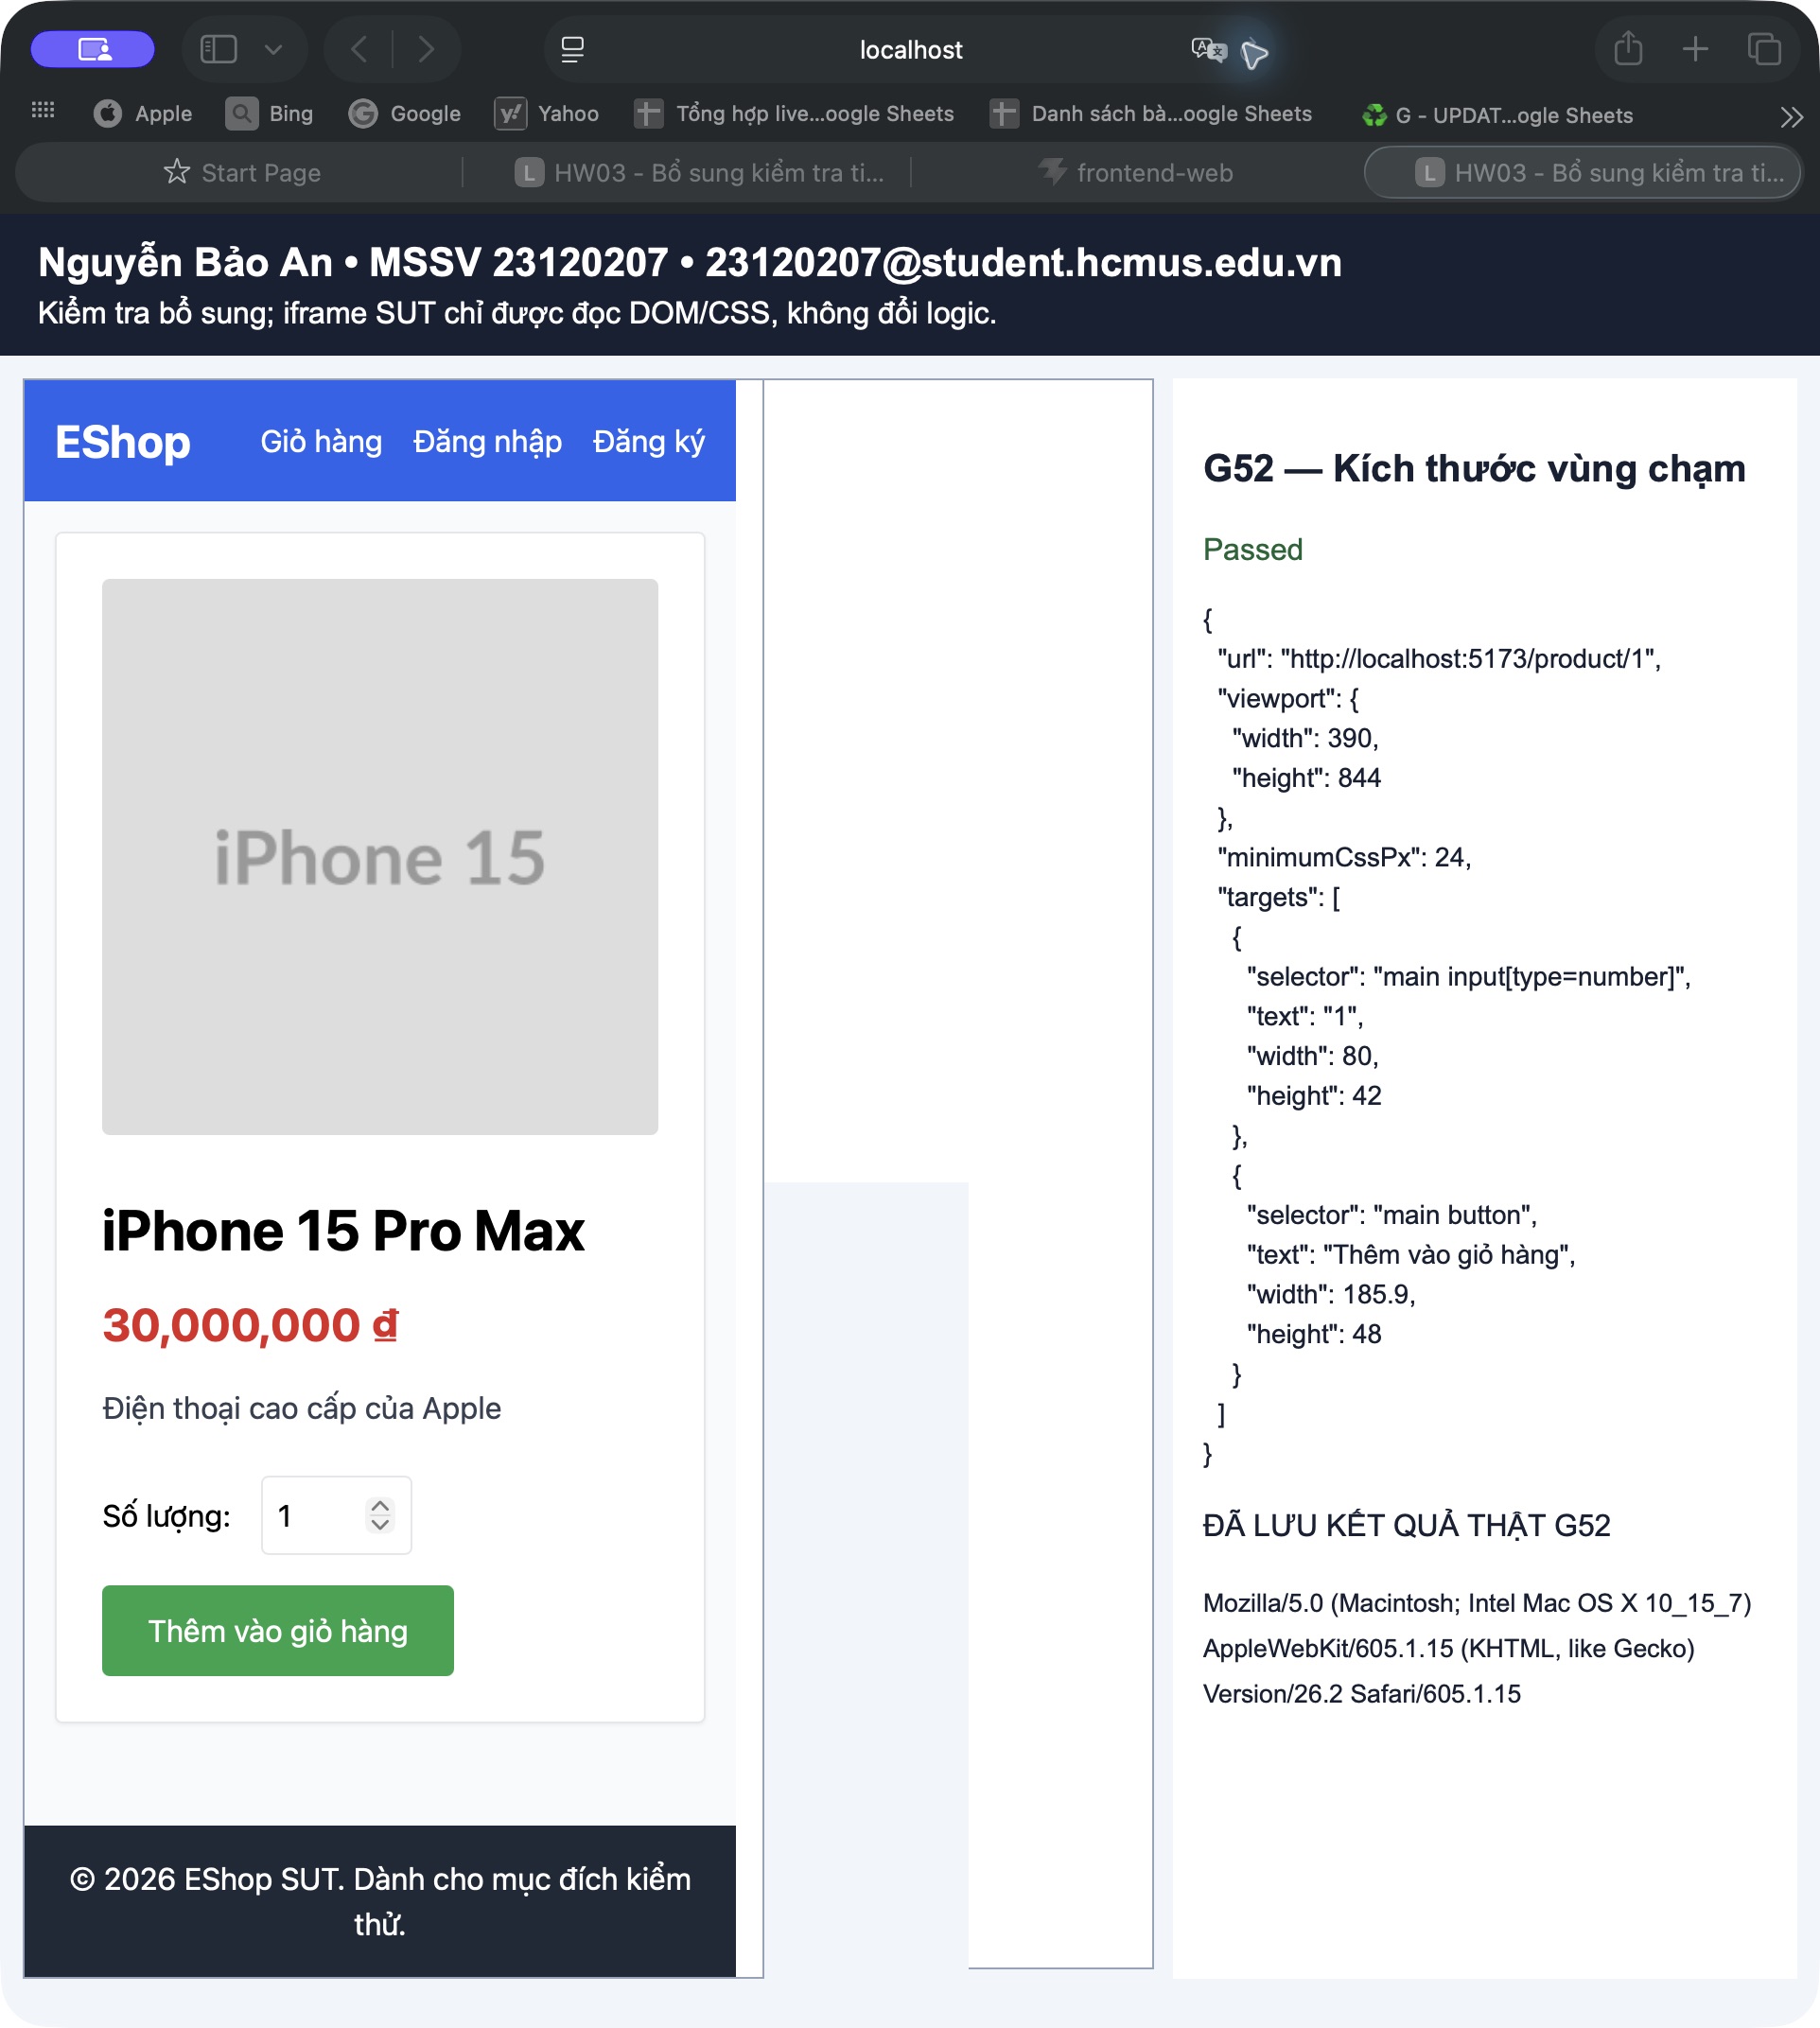 localhost
Apple
Bing
Google
Yahoo
Tổng hợp live...oogle Sheets
Danh sách bà...oogle Sheets
G - UPDAT...ogle Sheets
Start Page
L HW03 - Bổ sung kiểm tra ti...
frontend-web
L HW03 - Bổ sung kiểm tra ti...
Nguyễn Bảo An • MSSV 23120207 • 23120207@student.hcmus.edu.vn
Kiểm tra bổ sung; iframe SUT chỉ được đọc DOM/CSS, không đổi logic.
EShop
Giỏ hàng
Đăng nhập
Đăng ký
iPhone 15
iPhone 15 Pro Max
30,000,000 ₫
Điện thoại cao cấp của Apple
Số lượng: 1
Thêm vào giỏ hàng
© 2026 EShop SUT. Dành cho mục đích kiểm
thử.
G52 — Kích thước vùng chạm
Passed
{
"url": "http://localhost:5173/product/1",
"viewport": {
"width": 390,
"height": 844
},
"minimumCssPx": 24,
"targets": [
{
"selector": "main input[type=number]",
"text": "1",
"width": 80,
"height": 42
},
{
"selector": "main button",
"text": "Thêm vào giỏ hàng",
"width": 185.9,
"height": 48
}
]
}
ĐÃ LƯU KẾT QUẢ THẬT G52
Mozilla/5.0 (Macintosh; Intel Mac OS X 10_15_7)
AppleWebKit/605.1.15 (KHTML, like Gecko)
Version/26.2 Safari/605.1.15